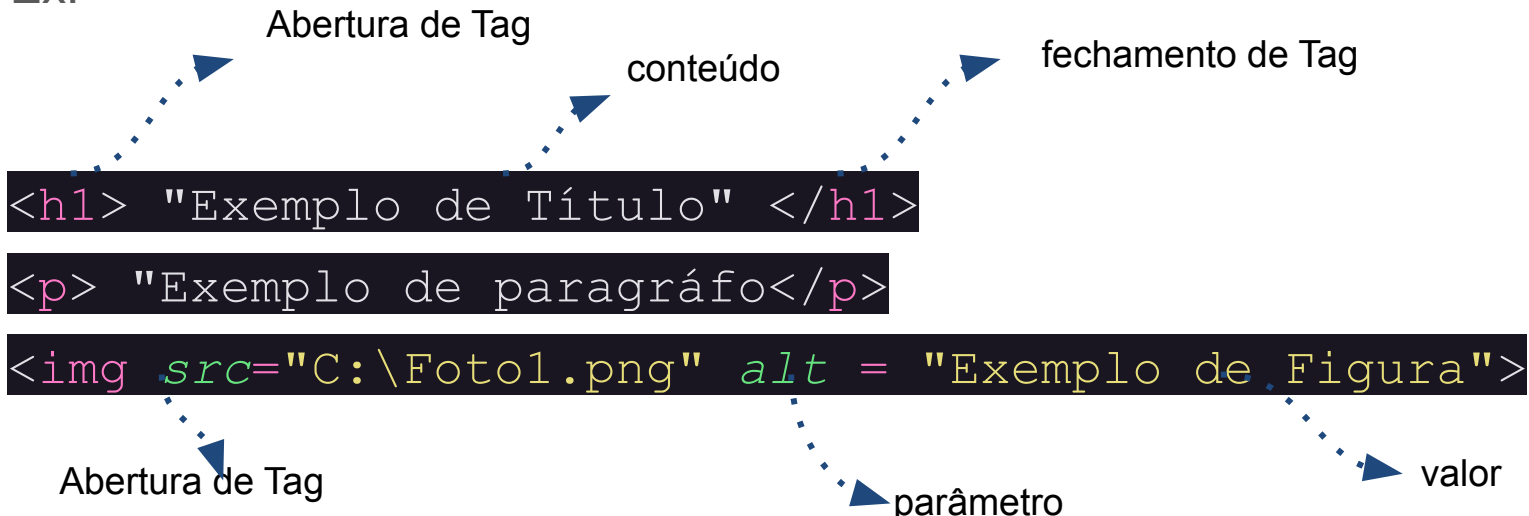 Ex.
Abertura de Tag
conteúdo
fechamento de Tag
<h1> "Exemplo de Título" </h1>
<p> "Exemplo de paragráfo</p>
<img src="C:\Foto1.png" alt = "Exemplo de Figura">
Abertura de Tag
parâmetro
valor